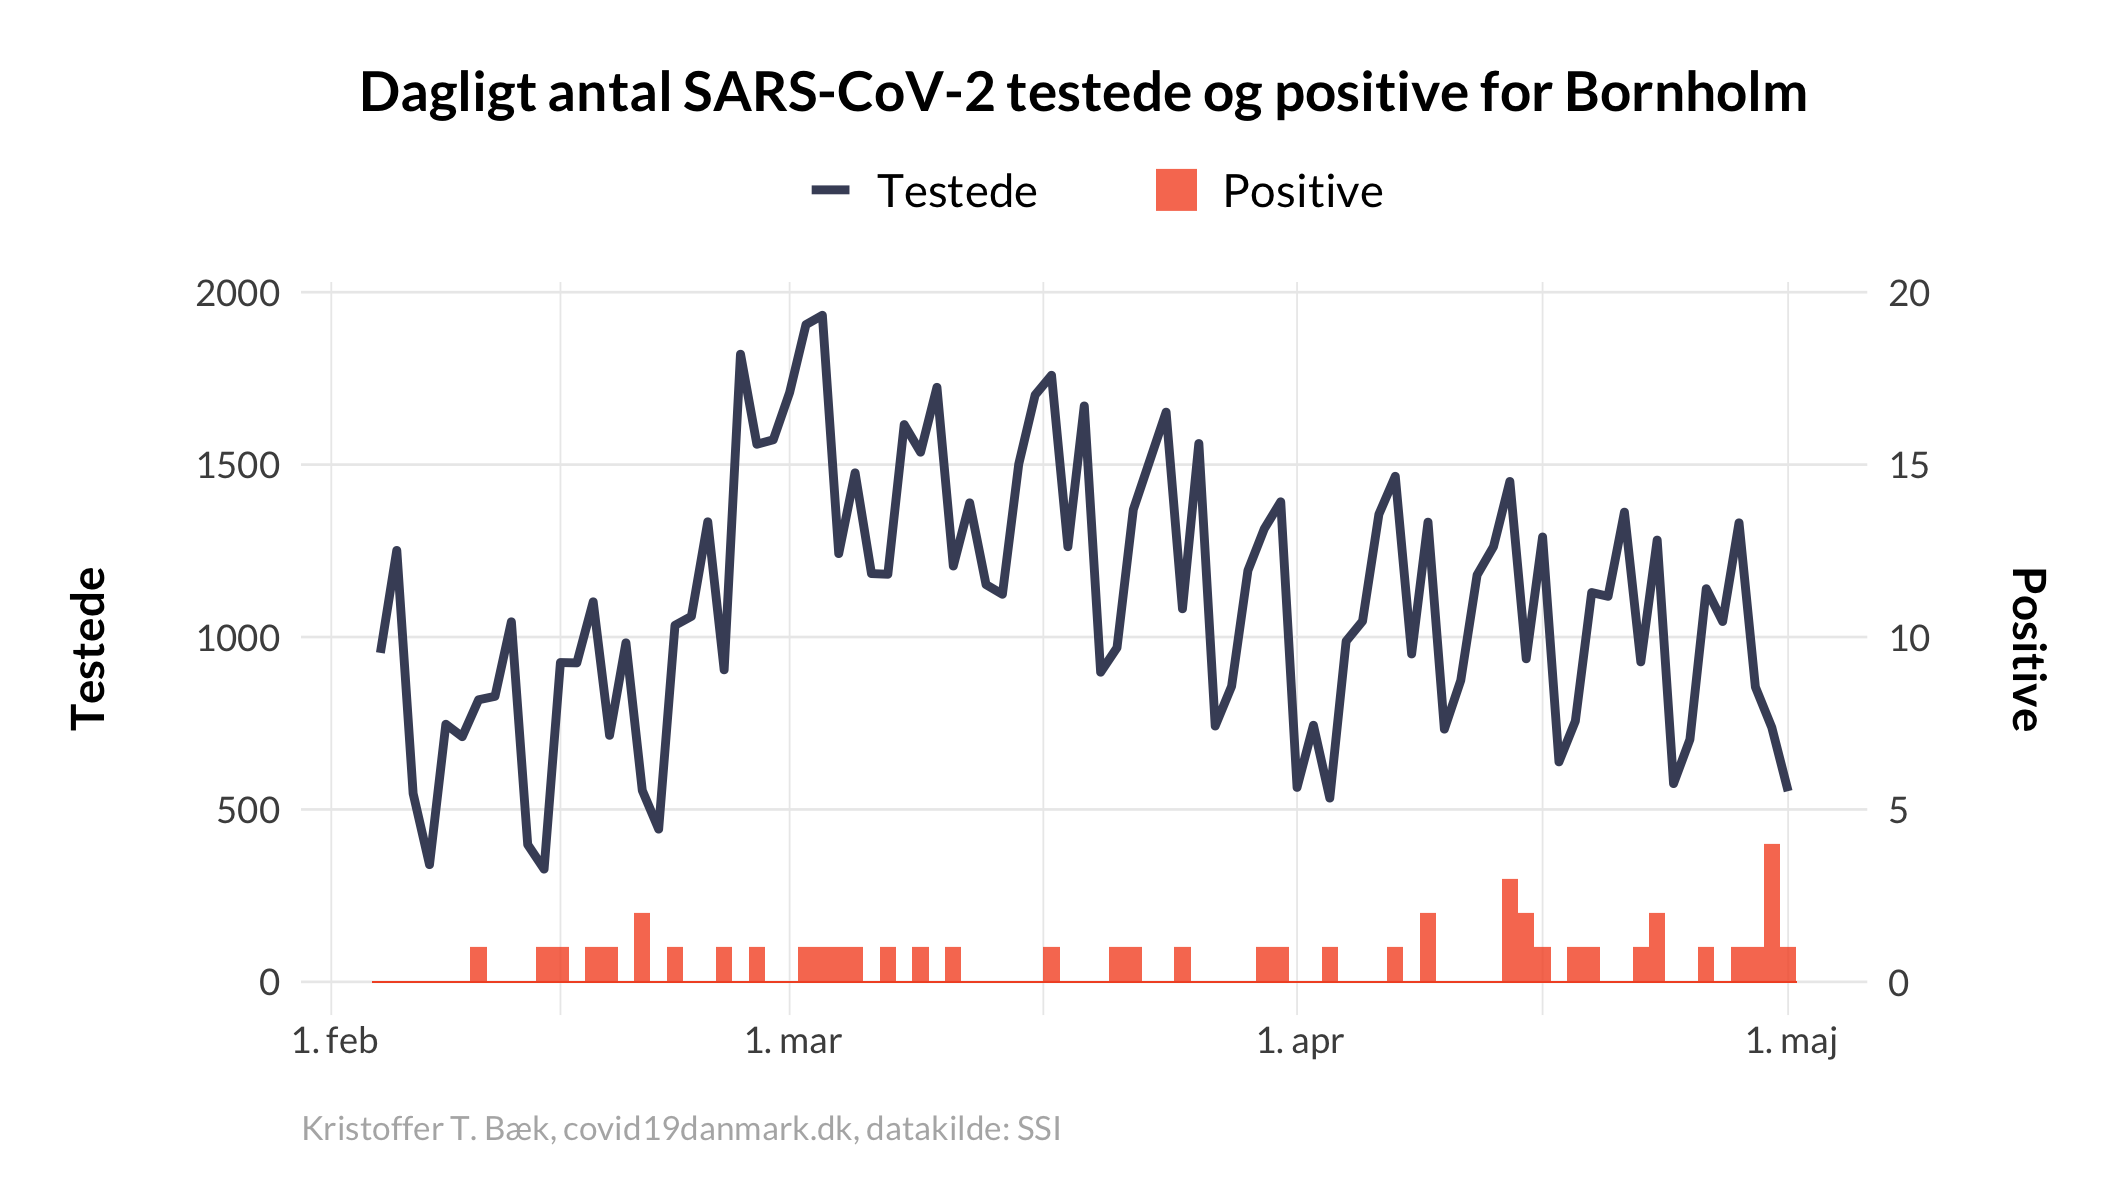 Dagligt antal SARS-CoV-2 testede og positive for Bornholm
Testede Positive
2000 20
1500 15
1000 10
500 5
0 0
Testede
Positive
1. feb 1. mar 1. apr 1. maj
Kristoffer T. Bæk, covid19danmark.dk, datakilde: SSI